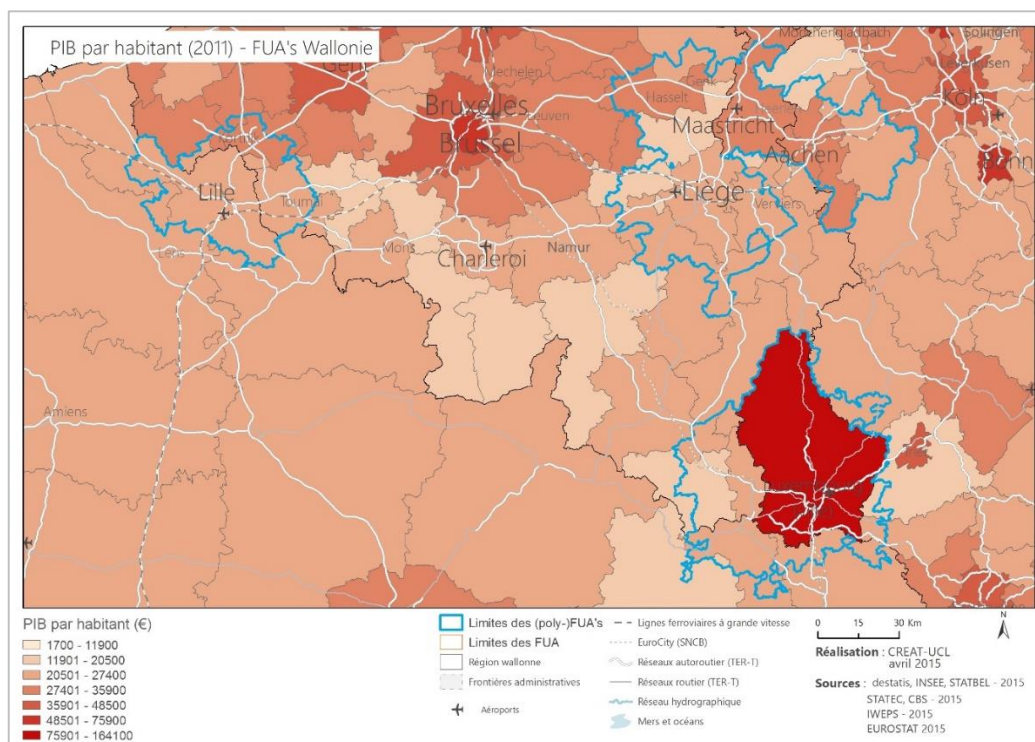 PIB par habitant (2011) - FUA's Wallonie
Mönchengladbach
Solingen
Gent
Mechelen
Genk
Leverkusen
Bruxelles
Brussel
Leuven
Hasselt
Maastricht
Heerlen
Köln
Aachen
Bonn
Lille
Tournai
Liège
Verviers
Lens
Mons
Charleroi
Namur
Amiens
PIB par habitant (€)
1700 - 11900
11901 - 20500
20501 - 27400
27401 - 35900
35901 - 48500
48501 - 75900
75901 - 164100
Limites des (poly-)FUA's
Limites des FUA
Région wallonne
Frontières administratives
Aéroports
Lignes ferroviaires à grande vitesse
EuroCity (SNCB)
Réseaux autoroutier (TER-T)
Réseaux routier (TER-T)
Réseau hydrographique
Mers et océans
0 15 30 Km
N
Réalisation : CREAT-UCL
avril 2015
Sources : destatis, INSEE, STATBEL - 2015
STATEC, CBS - 2015
IWEPS - 2015
EUROSTAT 2015